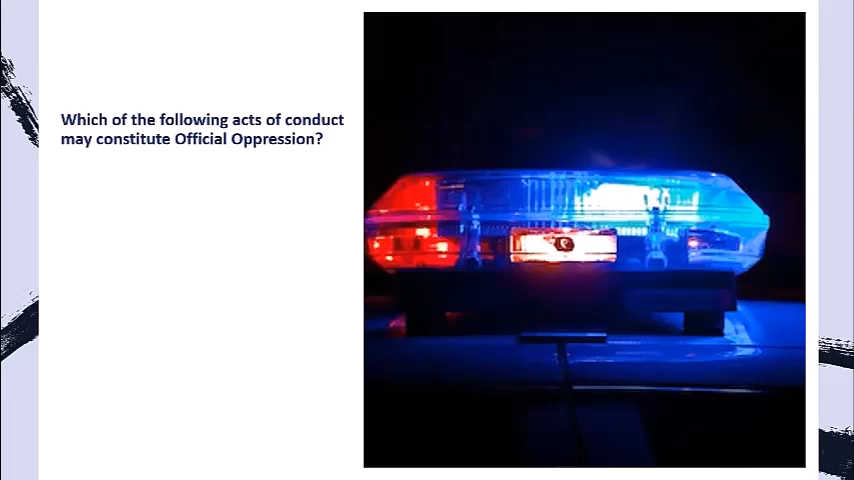 Which of the following acts of conduct
may constitute Official Oppression?